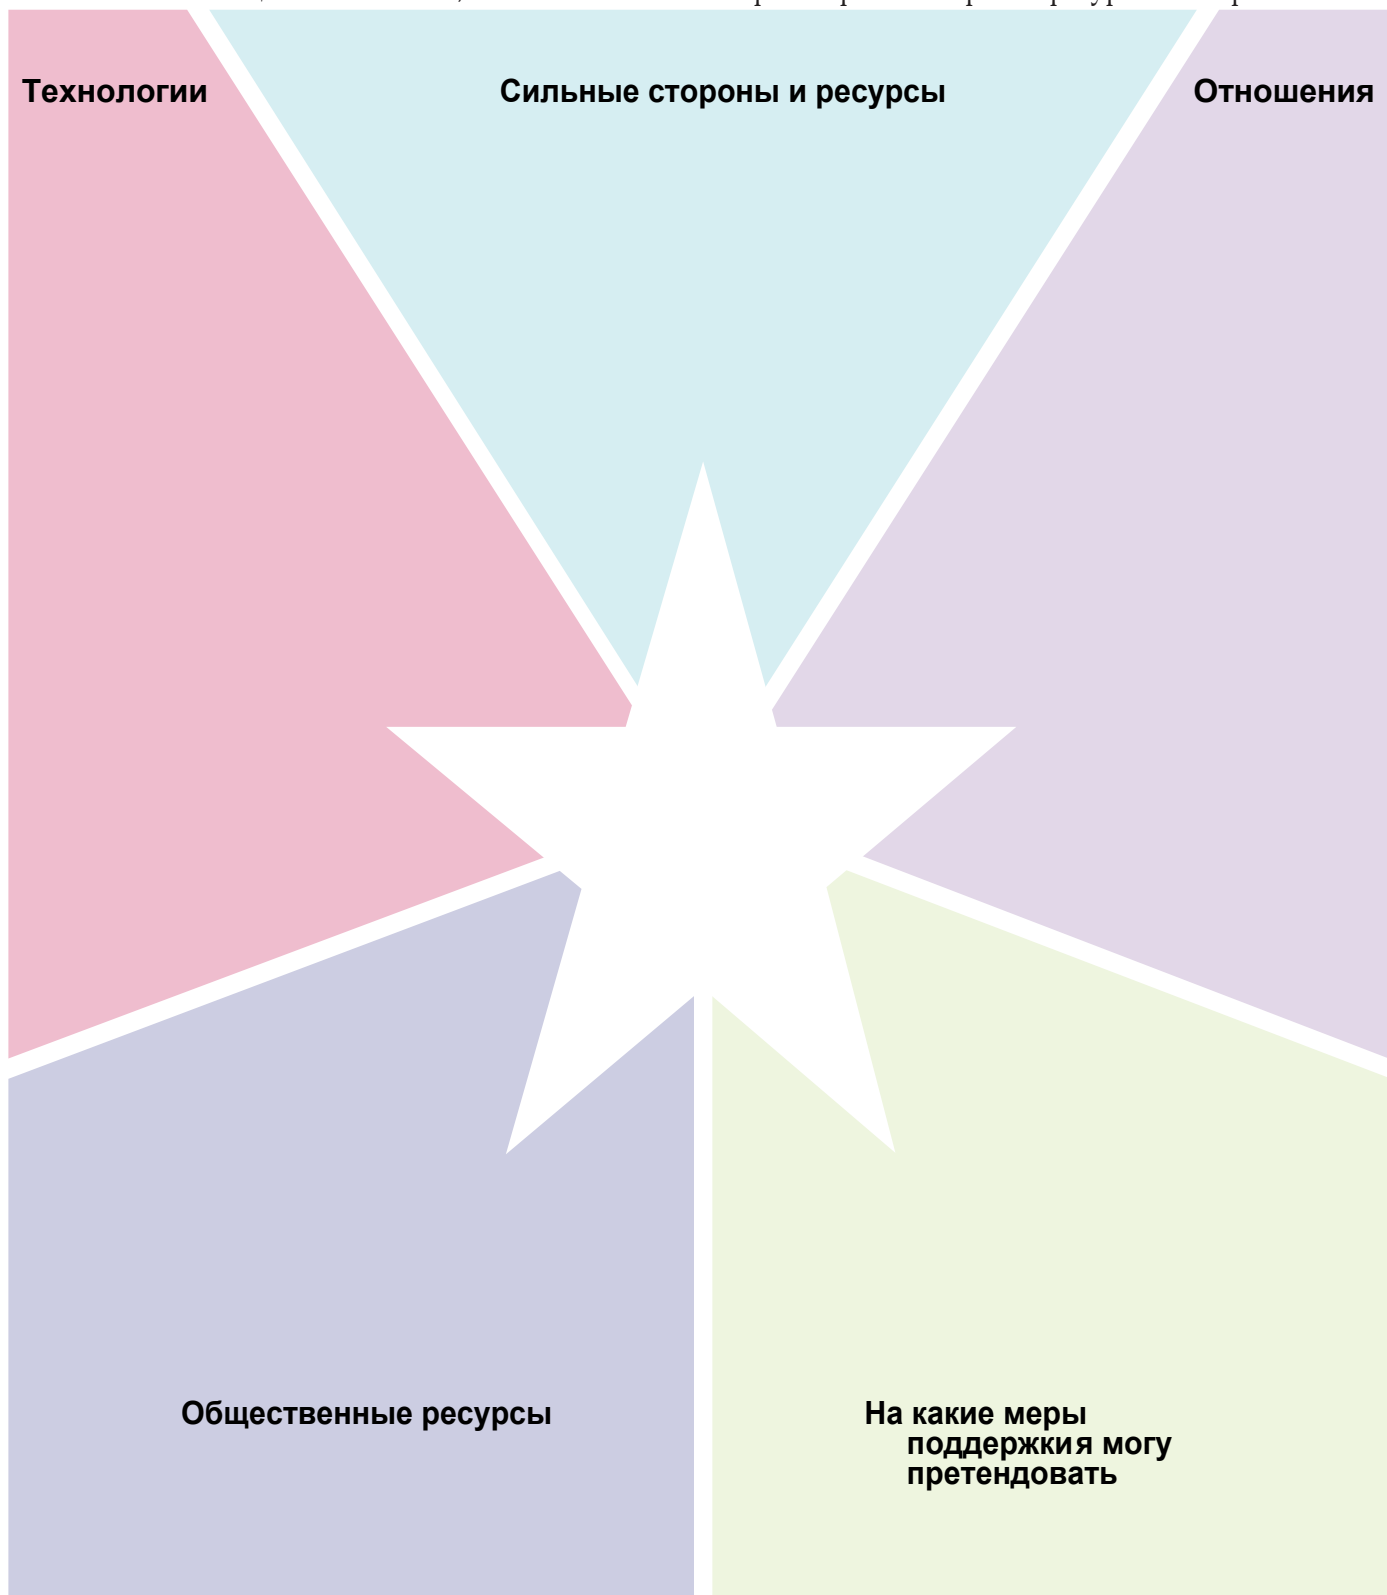 Технологии
Сильные стороны и ресурсы
Отношения
Общественные ресурсы
На какие меры
поддержкия могу
претендовать